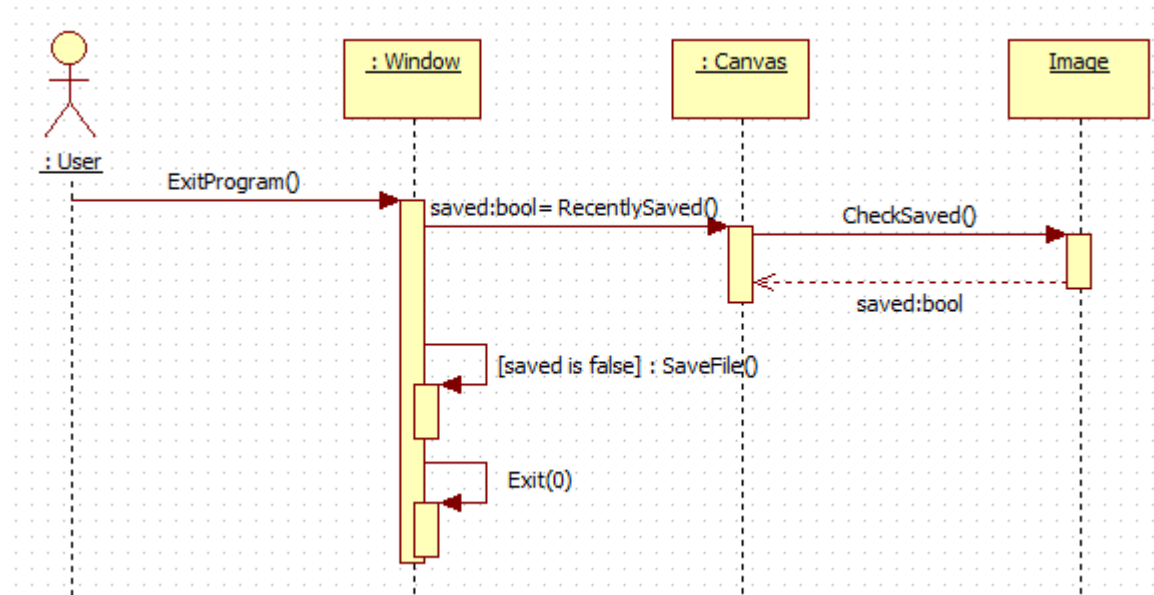 : Window
: Canvas
Image
: User
ExitProgram()
saved:bool= RecentlySaved()
CheckSaved()
saved:bool
[saved is false] : SaveFile()
Exit(0)